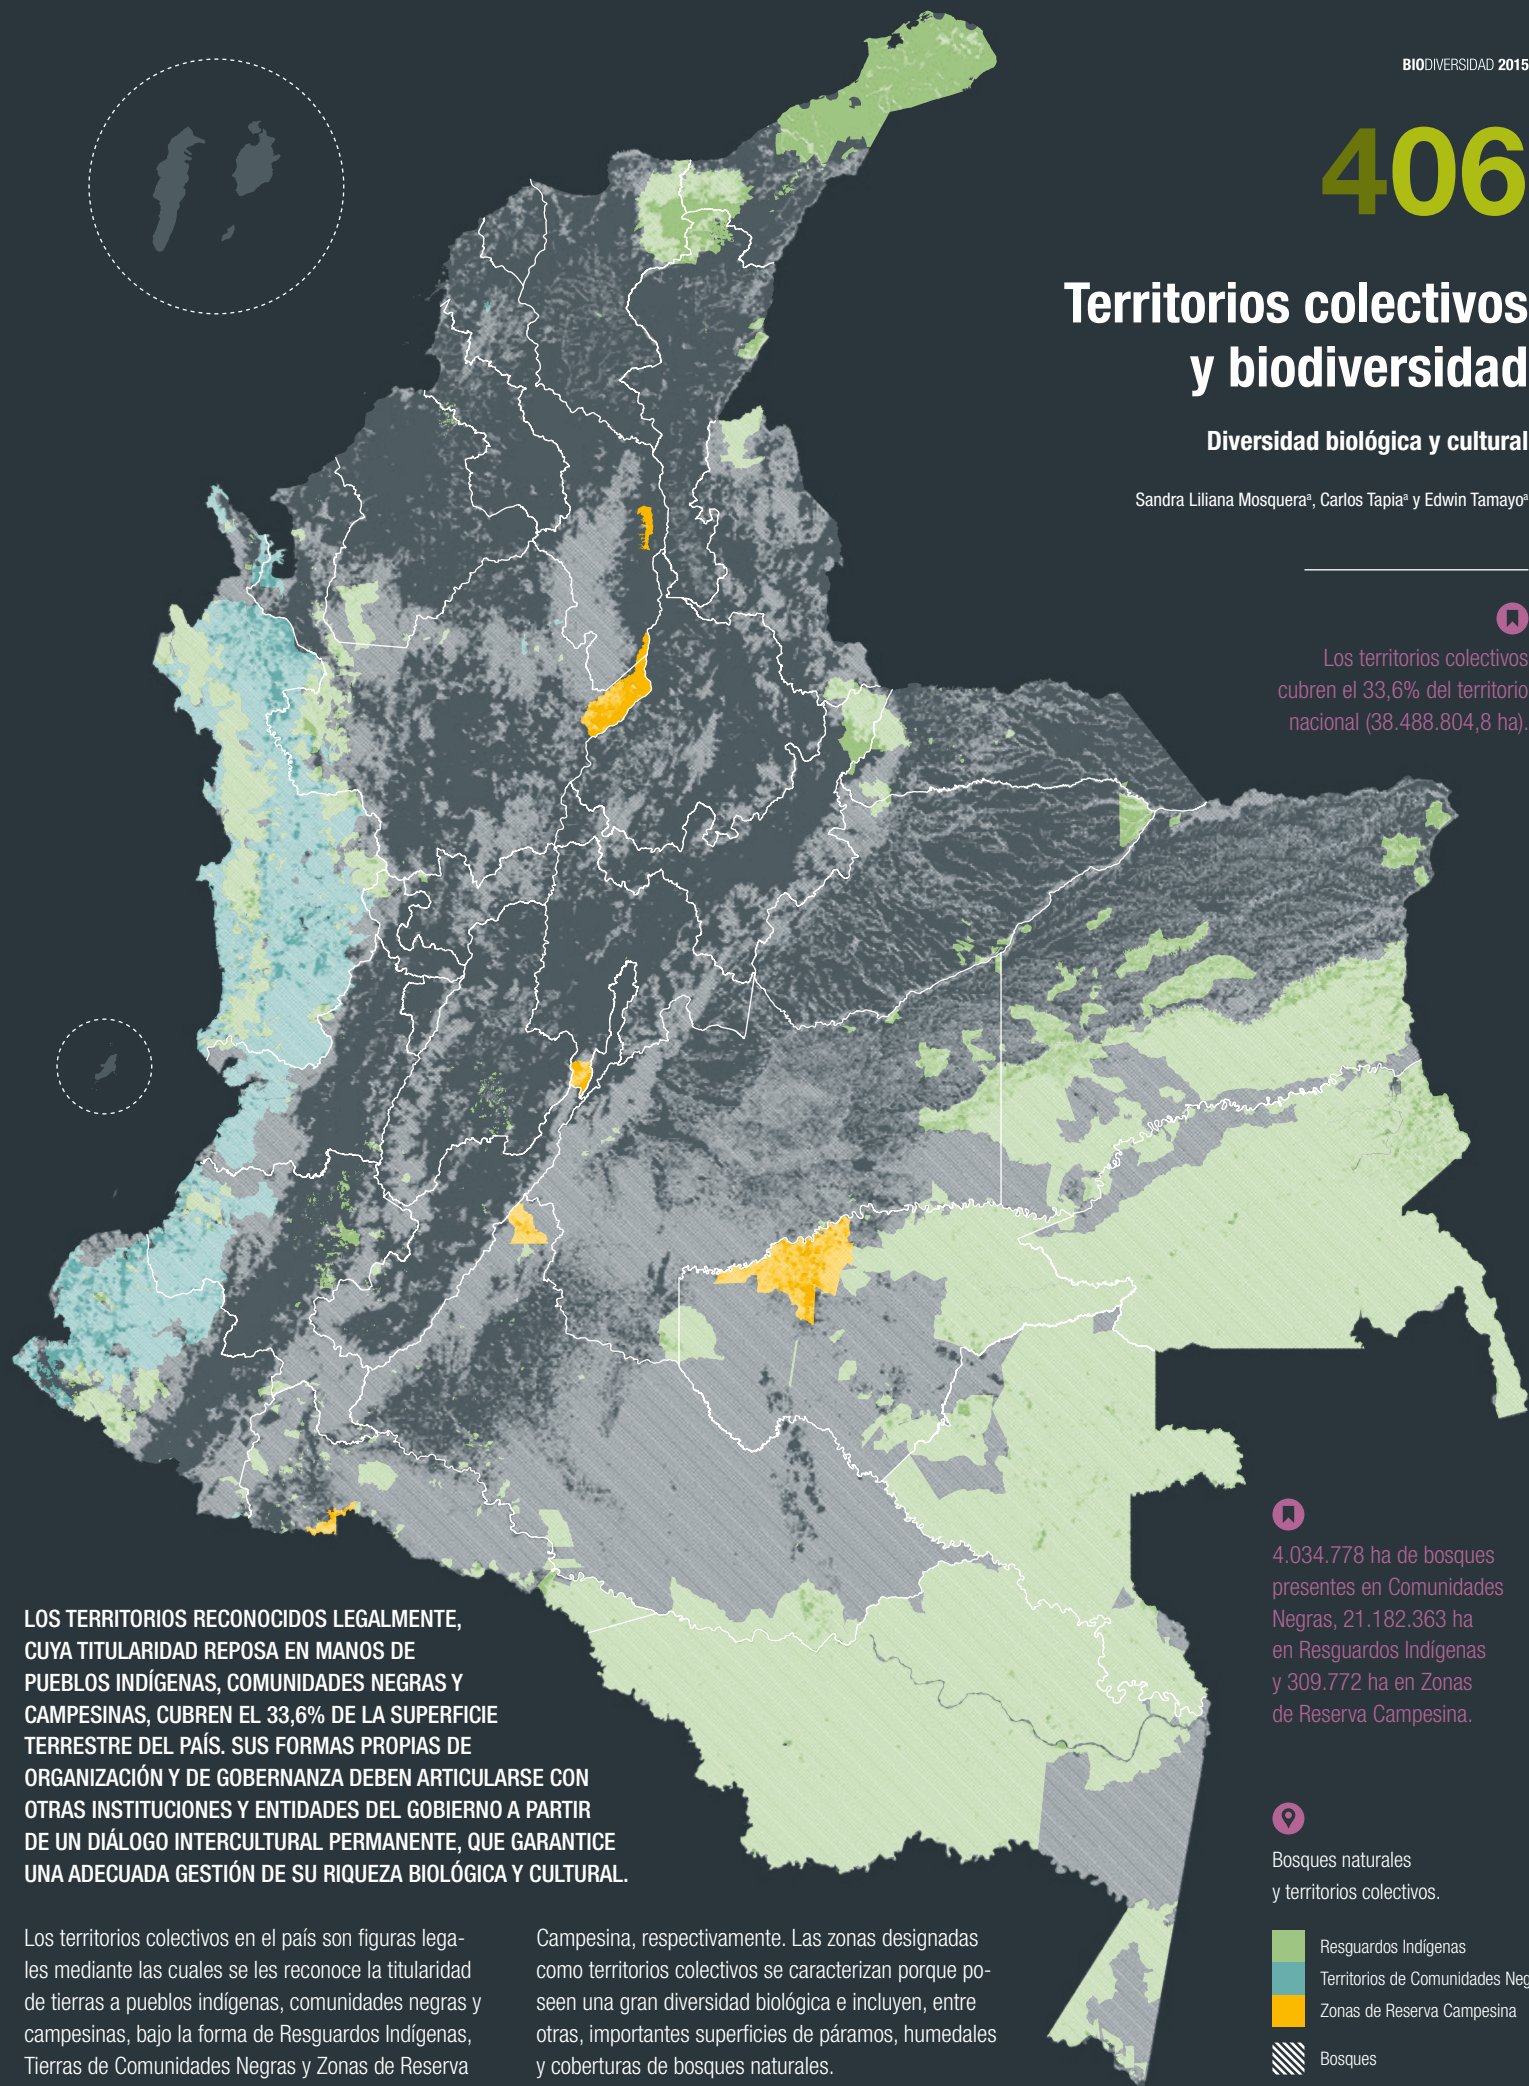 BIODIVERSIDAD 2015
406
Territorios colectivos
y biodiversidad
Diversidad biológica y cultural
Sandra Liliana Mosqueraª, Carlos Tapiaª y Edwin Tamayoª
Los territorios colectivos
cubren el 33,6% del territorio
nacional (38.488.804,8 ha).
4.034.778 ha de bosques
presentes en Comunidades
Negras, 21.182.363 ha
en Resguardos Indígenas
y 309.772 ha en Zonas
de Reserva Campesina.
Bosques naturales
y territorios colectivos.
Resguardos Indígenas
Territorios de Comunidades Neg
Zonas de Reserva Campesina
Bosques
LOS TERRITORIOS RECONOCIDOS LEGALMENTE,
CUYA TITULARIDAD REPOSA EN MANOS DE
PUEBLOS INDÍGENAS, COMUNIDADES NEGRAS Y
CAMPESINAS, CUBREN EL 33,6% DE LA SUPERFICIE
TERRESTRE DEL PAÍS. SUS FORMAS PROPIAS DE
ORGANIZACIÓN Y DE GOBERNANZA DEBEN ARTICULARSE CON
OTRAS INSTITUCIONES Y ENTIDADES DEL GOBIERNO A PARTIR
DE UN DIÁLOGO INTERCULTURAL PERMANENTE, QUE GARANTICE
UNA ADECUADA GESTIÓN DE SU RIQUEZA BIOLÓGICA Y CULTURAL.
Los territorios colectivos en el país son figuras lega-
les mediante las cuales se les reconoce la titularidad
de tierras a pueblos indígenas, comunidades negras y
campesinas, bajo la forma de Resguardos Indígenas,
Tierras de Comunidades Negras y Zonas de Reserva
Campesina, respectivamente. Las zonas designadas
como territorios colectivos se caracterizan porque po-
seen una gran diversidad biológica e incluyen, entre
otras, importantes superficies de páramos, humedales
y coberturas de bosques naturales.